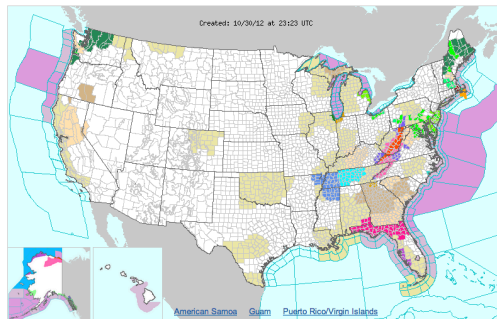 Created: 10/30/12 at 23:23 UTC
American Samoa Guam Puerto Rico/Virgin Islands